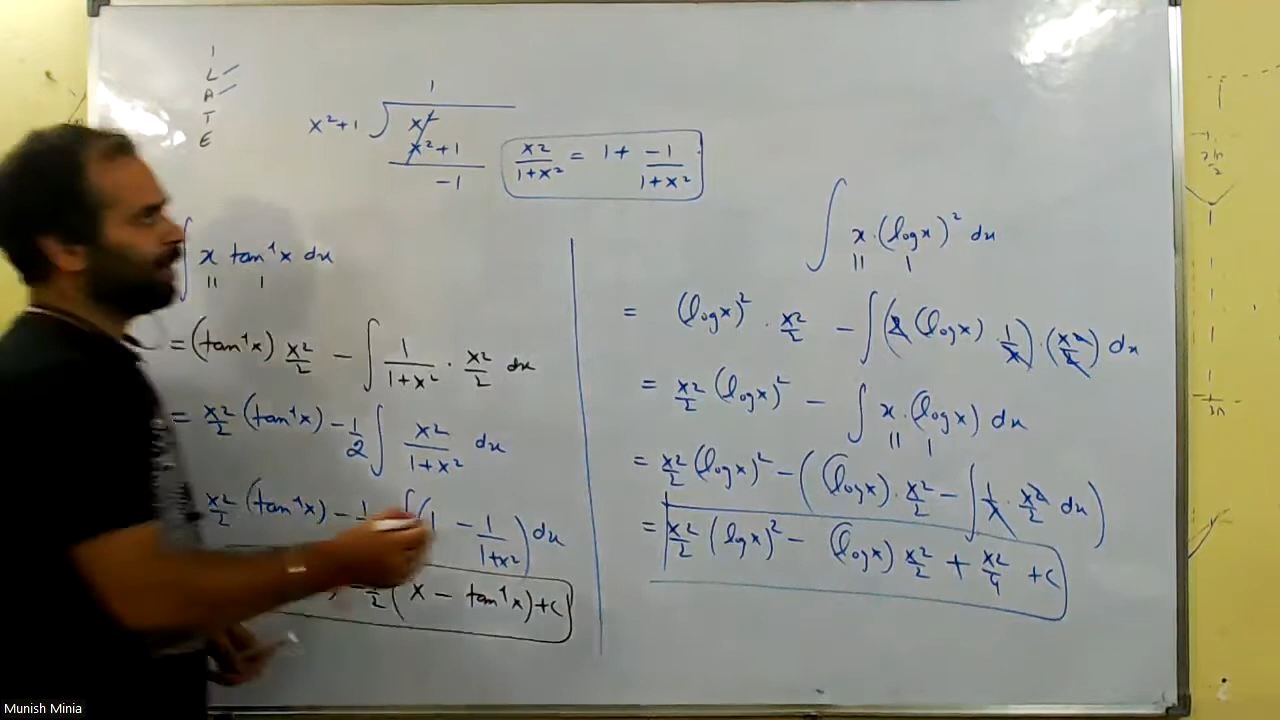 I
L
A
T
E
1
x²+1 ) x²
x²+1
-1
x²/(1+x²) = 1 + -1/(1+x²)
∫ x tan⁻¹x dx
II I
= (tan⁻¹x) x²/2 - ∫ 1/(1+x²) · x²/2 dx
= x²/2 (tan⁻¹x) - 1/2 ∫ x²/(1+x²) dx
x²/2 (tan⁻¹x) - 1/ ∫ (1 - 1/(1+x²)) dx
- 1/2 (x - tan⁻¹x) + c
∫ x·(log x)² dx
II I
= (log x)² · x²/2 - ∫ (2 (log x) 1/x) · (x²/2) dx
= x²/2 (log x)² - ∫ x·(log x) dx
II I
= x²/2 (log x)² - ((log x) · x²/2 - ∫ 1/x · x²/2 dx)
= x²/2 (lgx)² - (log x) x²/2 + x²/4 + c
Munish Minia